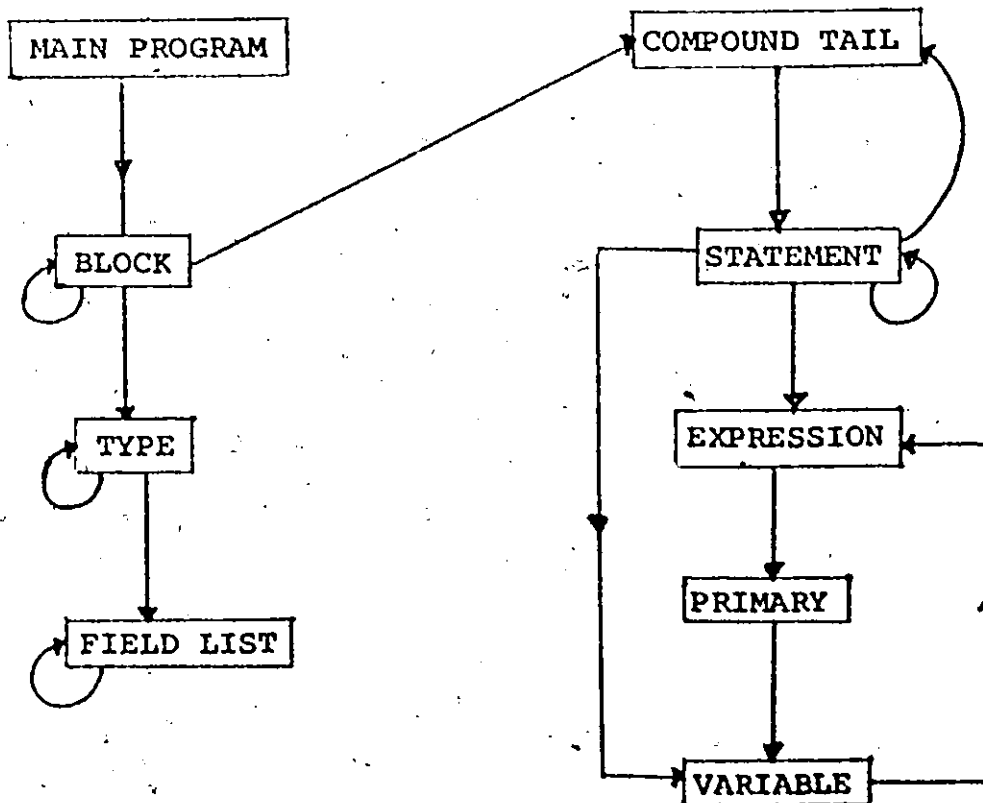 MAIN PROGRAM
BLOCK
TYPE
FIELD LIST
COMPOUND TAIL
STATEMENT
EXPRESSION
PRIMARY
VARIABLE